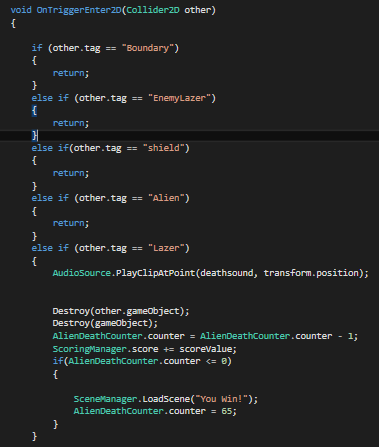 void OnTriggerEnter2D(Collider2D other)
{
if (other.tag == "Boundary")
{
return;
}
else if (other.tag == "EnemyLazer")
{
return;
}
else if(other.tag == "shield")
{
return;
}
else if (other.tag == "Alien")
{
return;
}
else if (other.tag == "Lazer")
{
AudioSource.PlayClipAtPoint(deathsound, transform.position);
Destroy(other.gameObject);
Destroy(gameObject);
AlienDeathCounter.counter = AlienDeathCounter.counter - 1;
ScoringManager.score += scoreValue;
if(AlienDeathCounter.counter <= 0)
{
SceneManager.LoadScene("You Win!");
AlienDeathCounter.counter = 65;
}
}